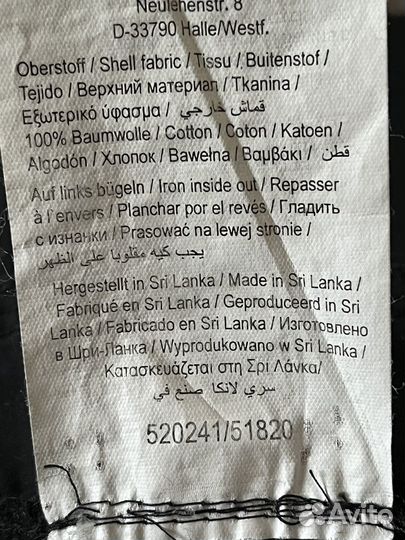 Neulehenstr. 8
D-33790 Halle/Westf.
Oberstoff / Shell fabric / Tissu / Buitenstof /
Tejido / Верхний материал / Tkanina /
Εξωτερικό ύφασμα / قماش خارجي /
100% Baumwolle / Cotton / Coton / Katoen /
Algodón / Хлопок / Bawełna / Βαμβάκι / قطن
Auf links bügeln / Iron inside out / Repasser
à l'envers / Planchar por el revés / Гладить
с изнанки / Prasować na lewej stronie /
يجب كيه مقلوبا على الظهر
Hergestellt in Sri Lanka / Made in Sri Lanka /
Fabriqué en Sri Lanka / Geproduceerd in Sri
Lanka / Fabricado en Sri Lanka / Изготовлено
в Шри-Ланка / Wyprodukowano w Sri Lanka /
Κατασκευάζεται στη Σρι Λάνκα/
سري لانكا صنع في
520241/51820
Avito